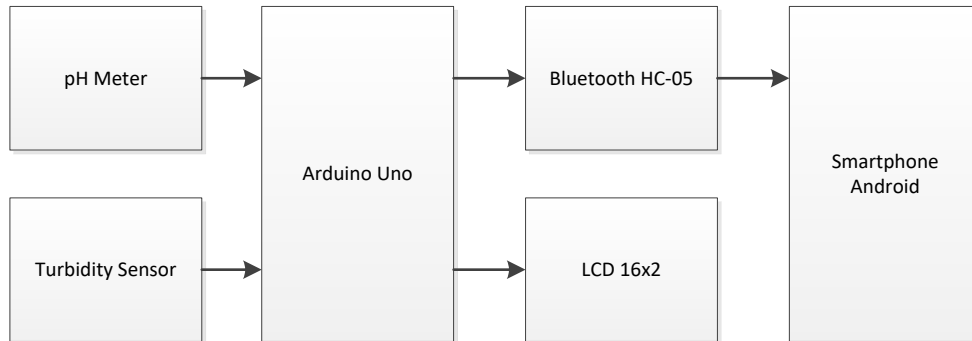 pH Meter
Bluetooth HC-05
Arduino Uno
Smartphone
Android
Turbidity Sensor
LCD 16x2